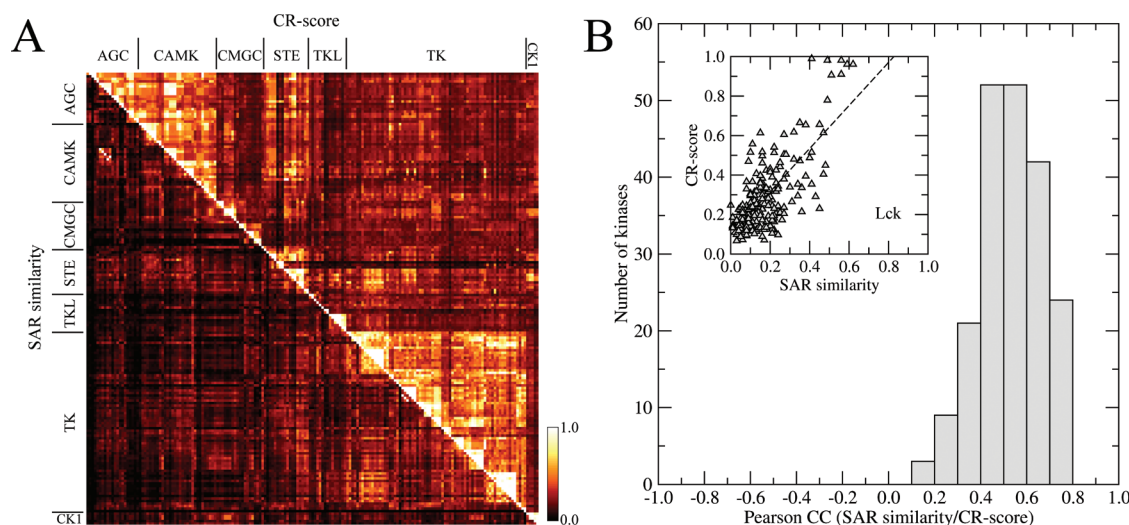 A
CR-score
AGC CAMK CMGC STE TKL TK CK1
SAR similarity
AGC
CAMK
CMGC
STE
TKL
TK
CK1
1.0
0.0
B
60
50
40
30
20
10
0
Number of kinases
-1.0 -0.8 -0.6 -0.4 -0.2 0.0 0.2 0.4 0.6 0.8 1.0
Pearson CC (SAR similarity/CR-score)
1.0
0.8
0.6
0.4
0.2
0.0
CR-score
Lck
0.0 0.2 0.4 0.6 0.8 1.0
SAR similarity